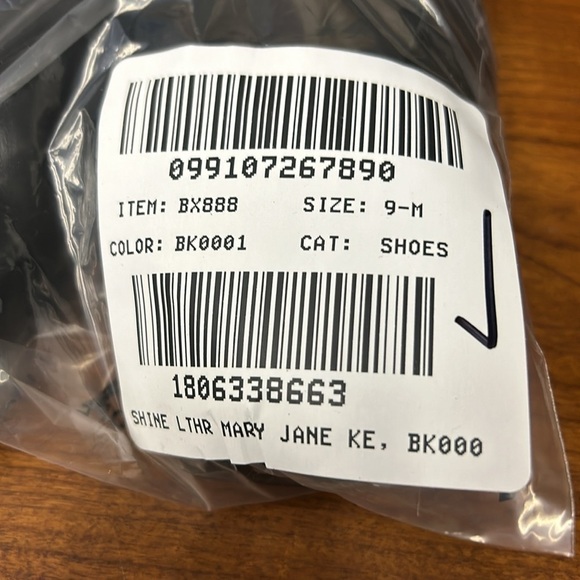 099107267890
ITEM: BX888 SIZE: 9-M
COLOR: BK0001 CAT: SHOES
1806338663
SHINE LTHR MARY JANE KE, BK000